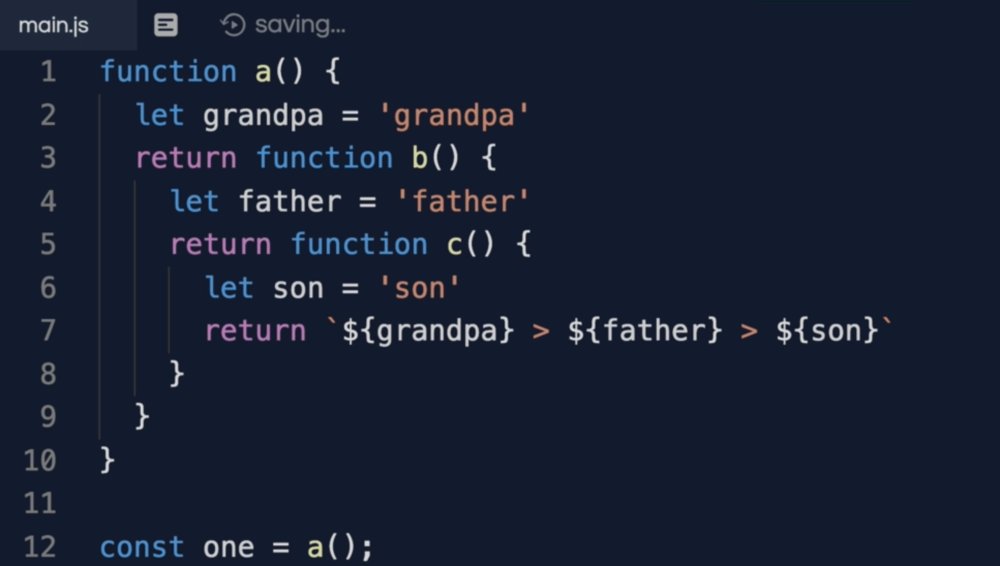 main.js saving...
1 function a() {
2 let grandpa = 'grandpa'
3 return function b() {
4 let father = 'father'
5 return function c() {
6 let son = 'son'
7 return `${grandpa} > ${father} > ${son}`
8 }
9 }
10 }
11
12 const one = a();